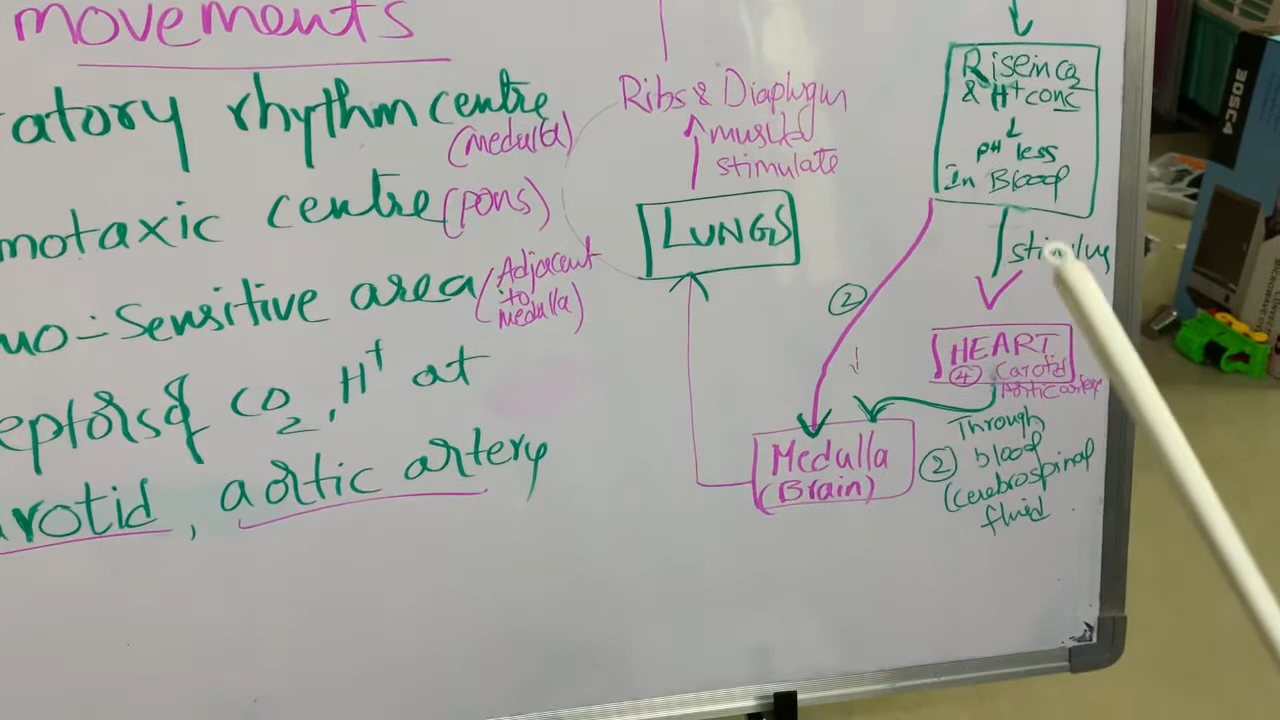 movements
atory rhythm centre
(medulla)
motaxic centre (pons)
mo-sensitive area (Adjacent
to
medulla)
eptors of CO2, H+ at
rotid, aortic artery
Ribs &
muscle
stimulate
LUNGS
Rise in CO2
& H+ conc
pH less
In Blood
stimulus
2
HEART
4 Carotid
Aortic artery
Medulla
(Brain)
Through
2 blood
(cerebrospinal
fluid
3DSC4